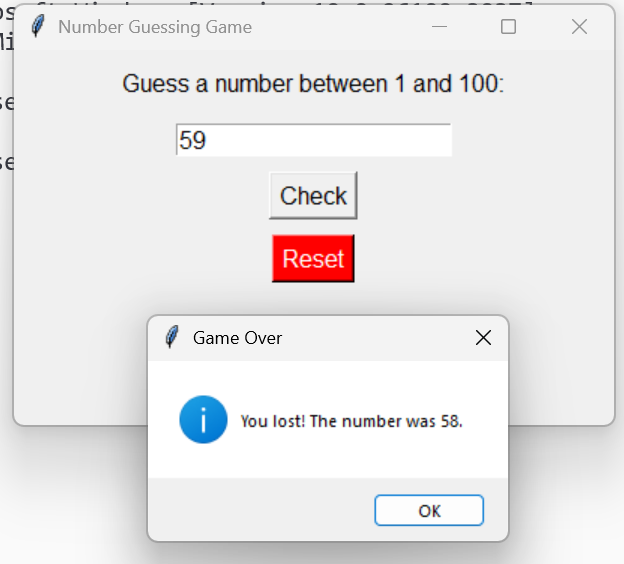 Number Guessing Game
Guess a number between 1 and 100:
59
Check
Reset
Game Over
You lost! The number was 58.
OK